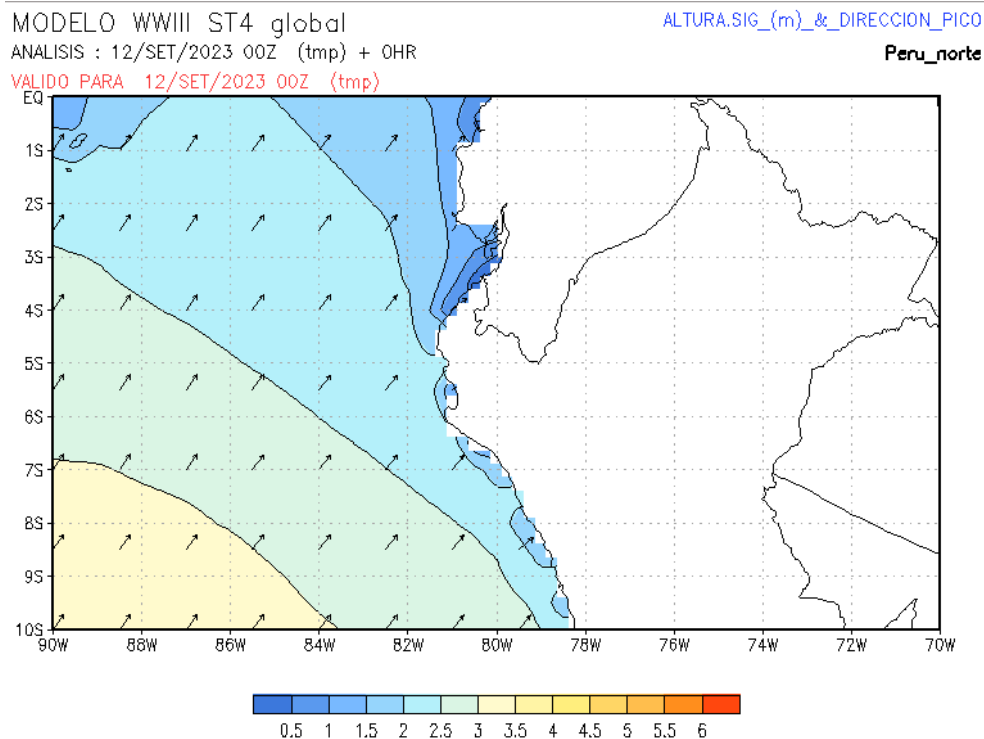 MODELO WWIII ST4 global
ALTURA.SIG_(m)_&_DIRECCION_PICO
ANALISIS : 12/SET/2023 00Z (tmp) + 0HR
Peru_norte
VALIDO PARA 12/SET/2023 00Z (tmp)
EQ
1S
2S
3S
4S
5S
6S
7S
8S
9S
10S
90W 88W 86W 84W 82W 80W 78W 76W 74W 72W 70W
0.5 1 1.5 2 2.5 3 3.5 4 4.5 5 5.5 6